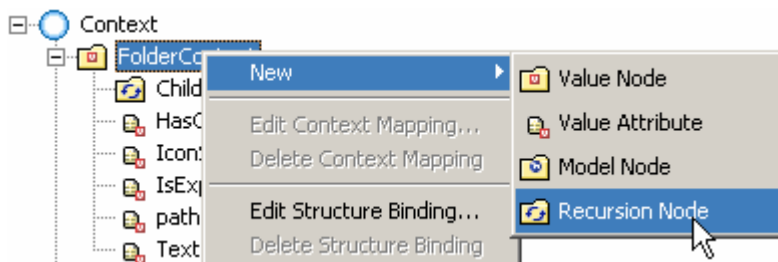 Context
FolderCo
Child
HasC
Icon
IsExp
path
Text
New
Edit Context Mapping...
Delete Context Mapping
Edit Structure Binding...
Delete Structure Binding
Value Node
Value Attribute
Model Node
Recursion Node